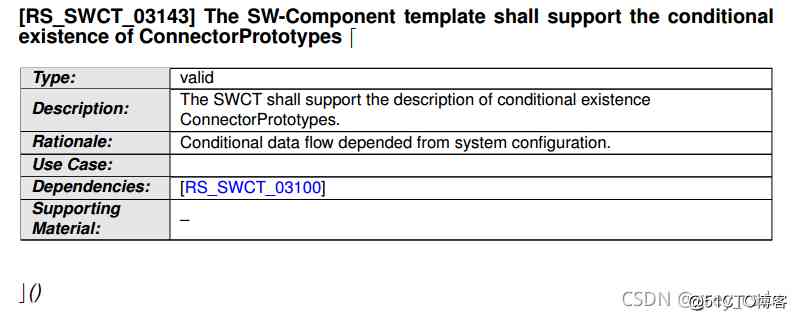 [RS_SWCT_03143] The SW-Component template shall support the conditional
existence of ConnectorPrototypes ⌈
Type: valid
Description: The SWCT shall support the description of conditional existence
ConnectorPrototypes.
Rationale: Conditional data flow depended from system configuration.
Use Case:
Dependencies: [RS_SWCT_03100]
Supporting
Material: –
⌋()
CSDN
@51CTO博客